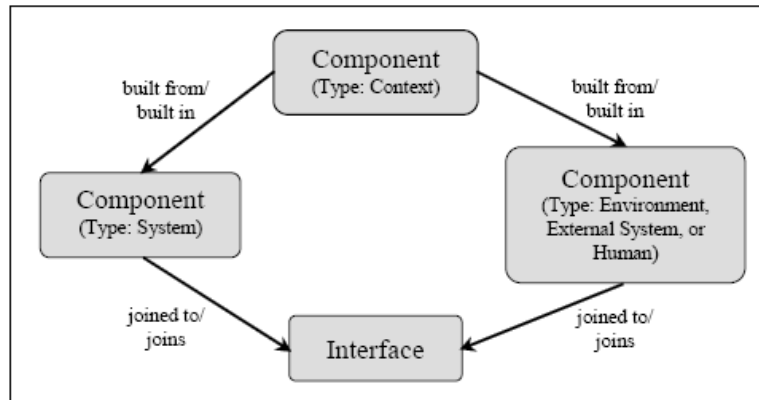 Component
(Type: Context)
built from/
built in
built from/
built in
Component
(Type: System)
Component
(Type: Environment,
External System, or
Human)
joined to/
joins
joined to/
joins
Interface